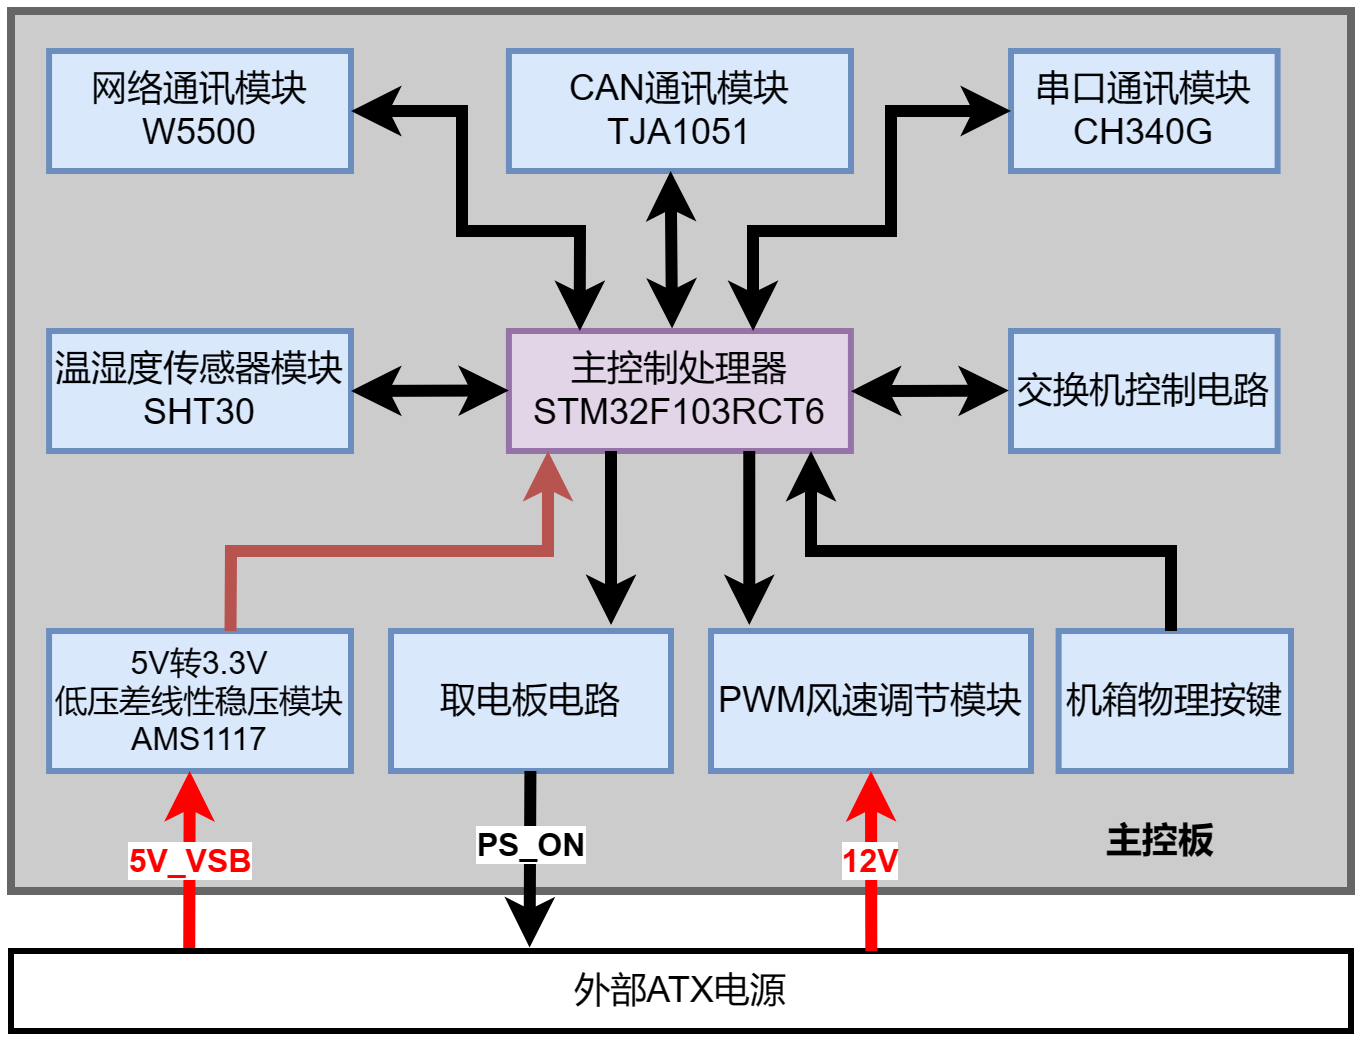 网络通讯模块
W5500
CAN通讯模块
TJA1051
串口通讯模块
CH340G
温湿度传感器模块
SHT30
主控制处理器
STM32F103RCT6
交换机控制电路
5V转3.3V
低压差线性稳压模块
AMS1117
取电板电路
PWM风速调节模块
机箱物理按键
5V_VSB
PS_ON
12V
主控板
外部ATX电源